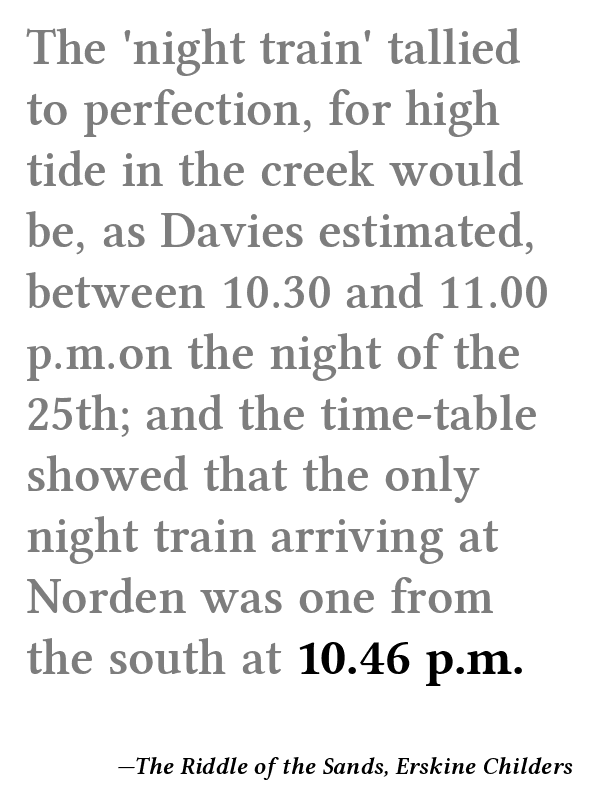 The 'night train' tallied
to perfection, for high
tide in the creek would
be, as Davies estimated,
between 10.30 and 11.00
p.m.on the night of the
25th; and the time-table
showed that the only
night train arriving at
Norden was one from
the south at 10.46 p.m.
—The Riddle of the Sands, Erskine Childers